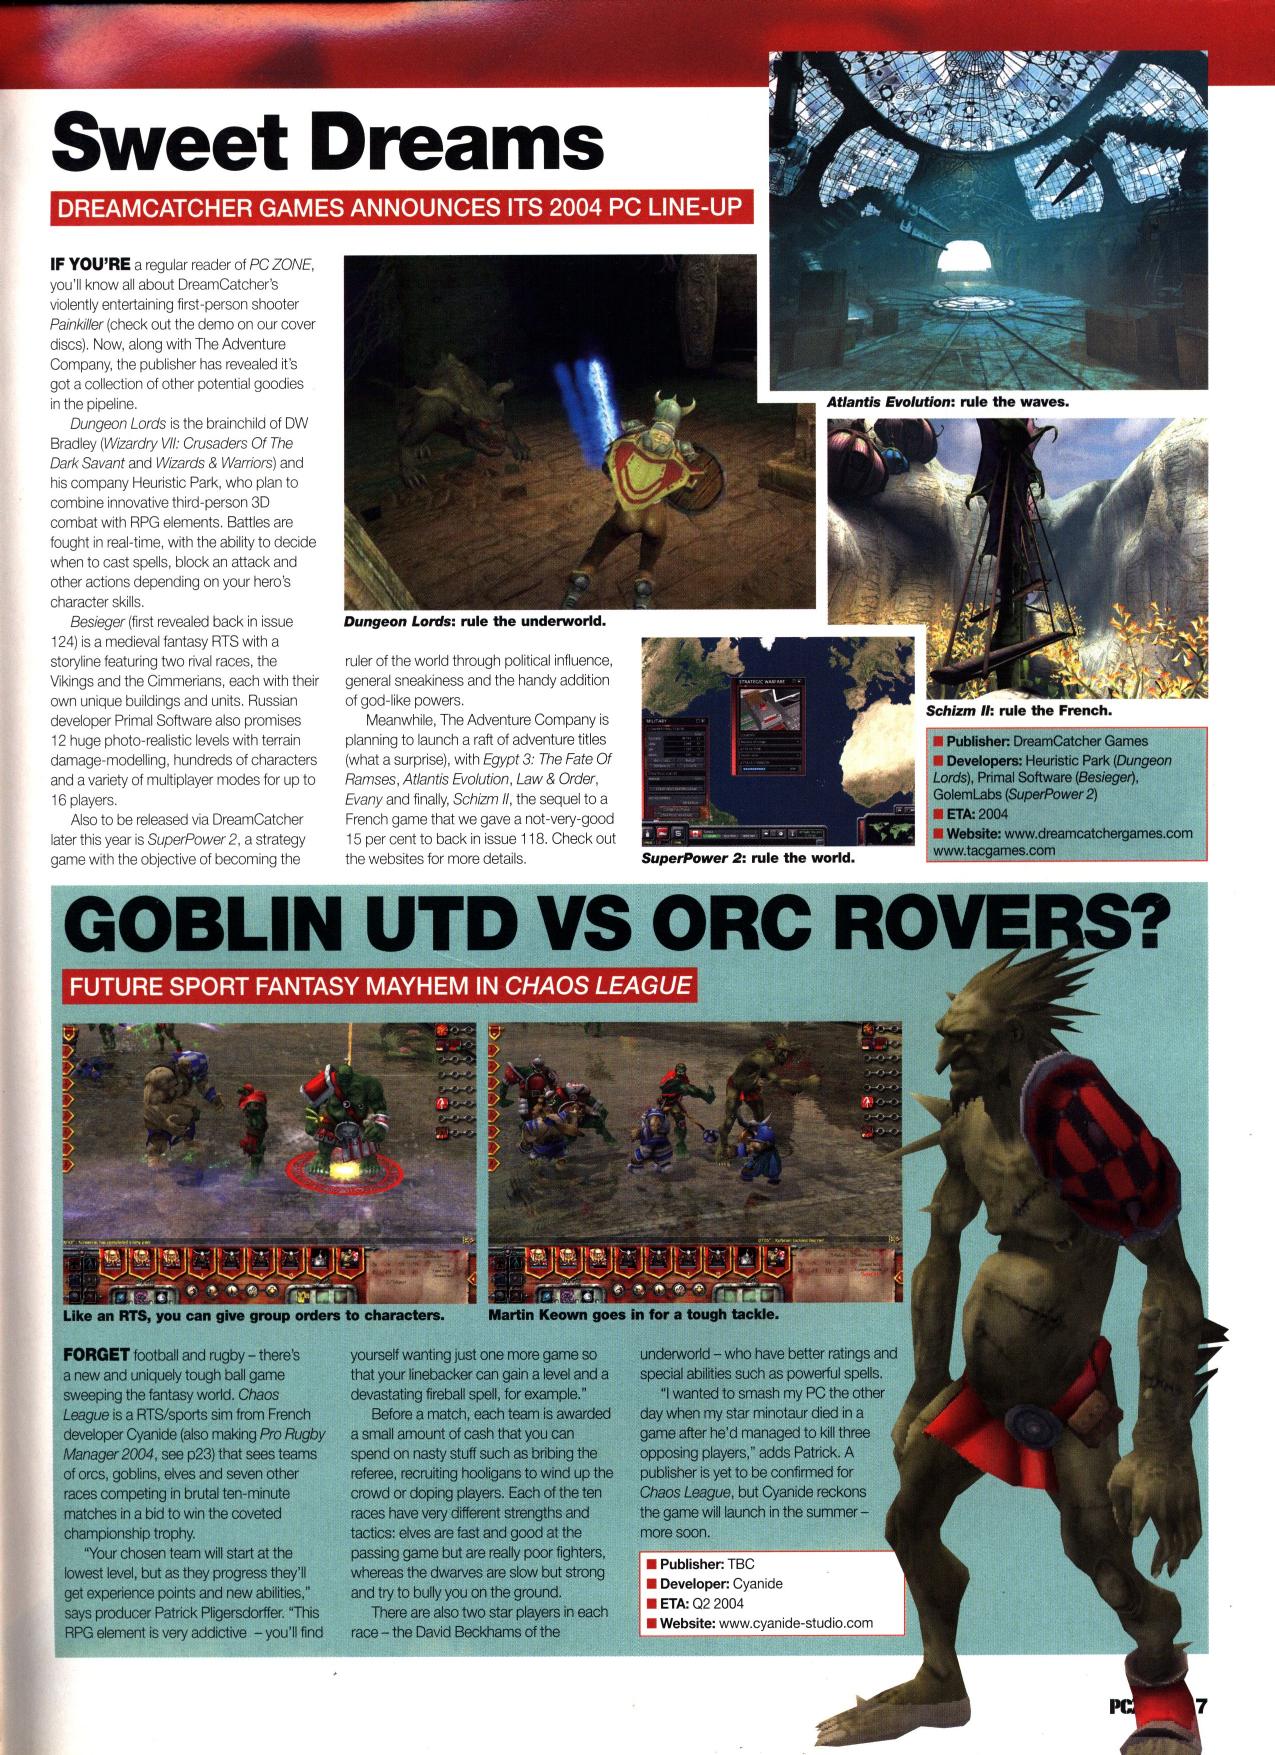 Sweet Dreams
DREAMCATCHER GAMES ANNOUNCES ITS 2004 PC LINE-UP
IF YOU'RE a regular reader of PC ZONE,
you'll know all about DreamCatcher's
violently entertaining first-person shooter
Painkiller (check out the demo on our cover
discs). Now, along with The Adventure
Company, the publisher has revealed it's
got a collection of other potential goodies
in the pipeline.
Dungeon Lords is the brainchild of DW
Bradley (Wizardry VII: Crusaders Of The
Dark Savant and Wizards & Warriors) and
his company Heuristic Park, who plan to
combine innovative third-person 3D
combat with RPG elements. Battles are
fought in real-time, with the ability to decide
when to cast spells, block an attack and
other actions depending on your hero's
character skills.
Besieger (first revealed back in issue
124) is a medieval fantasy RTS with a
storyline featuring two rival races, the
Vikings and the Cimmerians, each with their
own unique buildings and units. Russian
developer Primal Software also promises
12 huge photo-realistic levels with terrain
damage-modelling, hundreds of characters
and a variety of multiplayer modes for up to
16 players.
Also to be released via DreamCatcher
later this year is SuperPower 2, a strategy
game with the objective of becoming the
ruler of the world through political influence,
general sneakiness and the handy addition
of god-like powers.
Meanwhile, The Adventure Company is
planning to launch a raft of adventure titles
(what a surprise), with Egypt 3: The Fate Of
Ramses, Atlantis Evolution, Law & Order,
Evany and finally, Schizm II, the sequel to a
French game that we gave a not-very-good
15 per cent to back in issue 118. Check out
the websites for more details.
Dungeon Lords: rule the underworld.
Atlantis Evolution: rule the waves.
Schizm II: rule the French.
STRATEGIC WARFARE
MILITARY
SuperPower 2: rule the world.
Publisher: DreamCatcher Games
Developers: Heuristic Park (Dungeon
Lords), Primal Software (Besieger),
GolemLabs (SuperPower 2)
ETA: 2004
Website: www.dreamcatchergames.com
www.tacgames.com
GOBLIN UTD VS ORC ROVERS?
FUTURE SPORT FANTASY MAYHEM IN CHAOS LEAGUE
Like an RTS, you can give group orders to characters.
Martin Keown goes in for a tough tackle.
FORGET football and rugby – there's
a new and uniquely tough ball game
sweeping the fantasy world. Chaos
League is a RTS/sports sim from French
developer Cyanide (also making Pro Rugby
Manager 2004, see p23) that sees teams
of orcs, goblins, elves and seven other
races competing in brutal ten-minute
matches in a bid to win the coveted
championship trophy.
"Your chosen team will start at the
lowest level, but as they progress they'll
get experience points and new abilities,"
says producer Patrick Pligersdorffer. "This
RPG element is very addictive – you'll find
yourself wanting just one more game so
that your linebacker can gain a level and a
devastating fireball spell, for example."
Before a match, each team is awarded
a small amount of cash that you can
spend on nasty stuff such as bribing the
referee, recruiting hooligans to wind up the
crowd or doping players. Each of the ten
races have very different strengths and
tactics: elves are fast and good at the
passing game but are really poor fighters,
whereas the dwarves are slow but strong
and try to bully you on the ground.
There are also two star players in each
race – the David Beckhams of the
underworld – who have better ratings and
special abilities such as powerful spells.
"I wanted to smash my PC the other
day when my star minotaur died in a
game after he'd managed to kill three
opposing players," adds Patrick. A
publisher is yet to be confirmed for
Chaos League, but Cyanide reckons
the game will launch in the summer –
more soon.
Publisher: TBC
Developer: Cyanide
ETA: Q2 2004
Website: www.cyanide-studio.com
PC
7